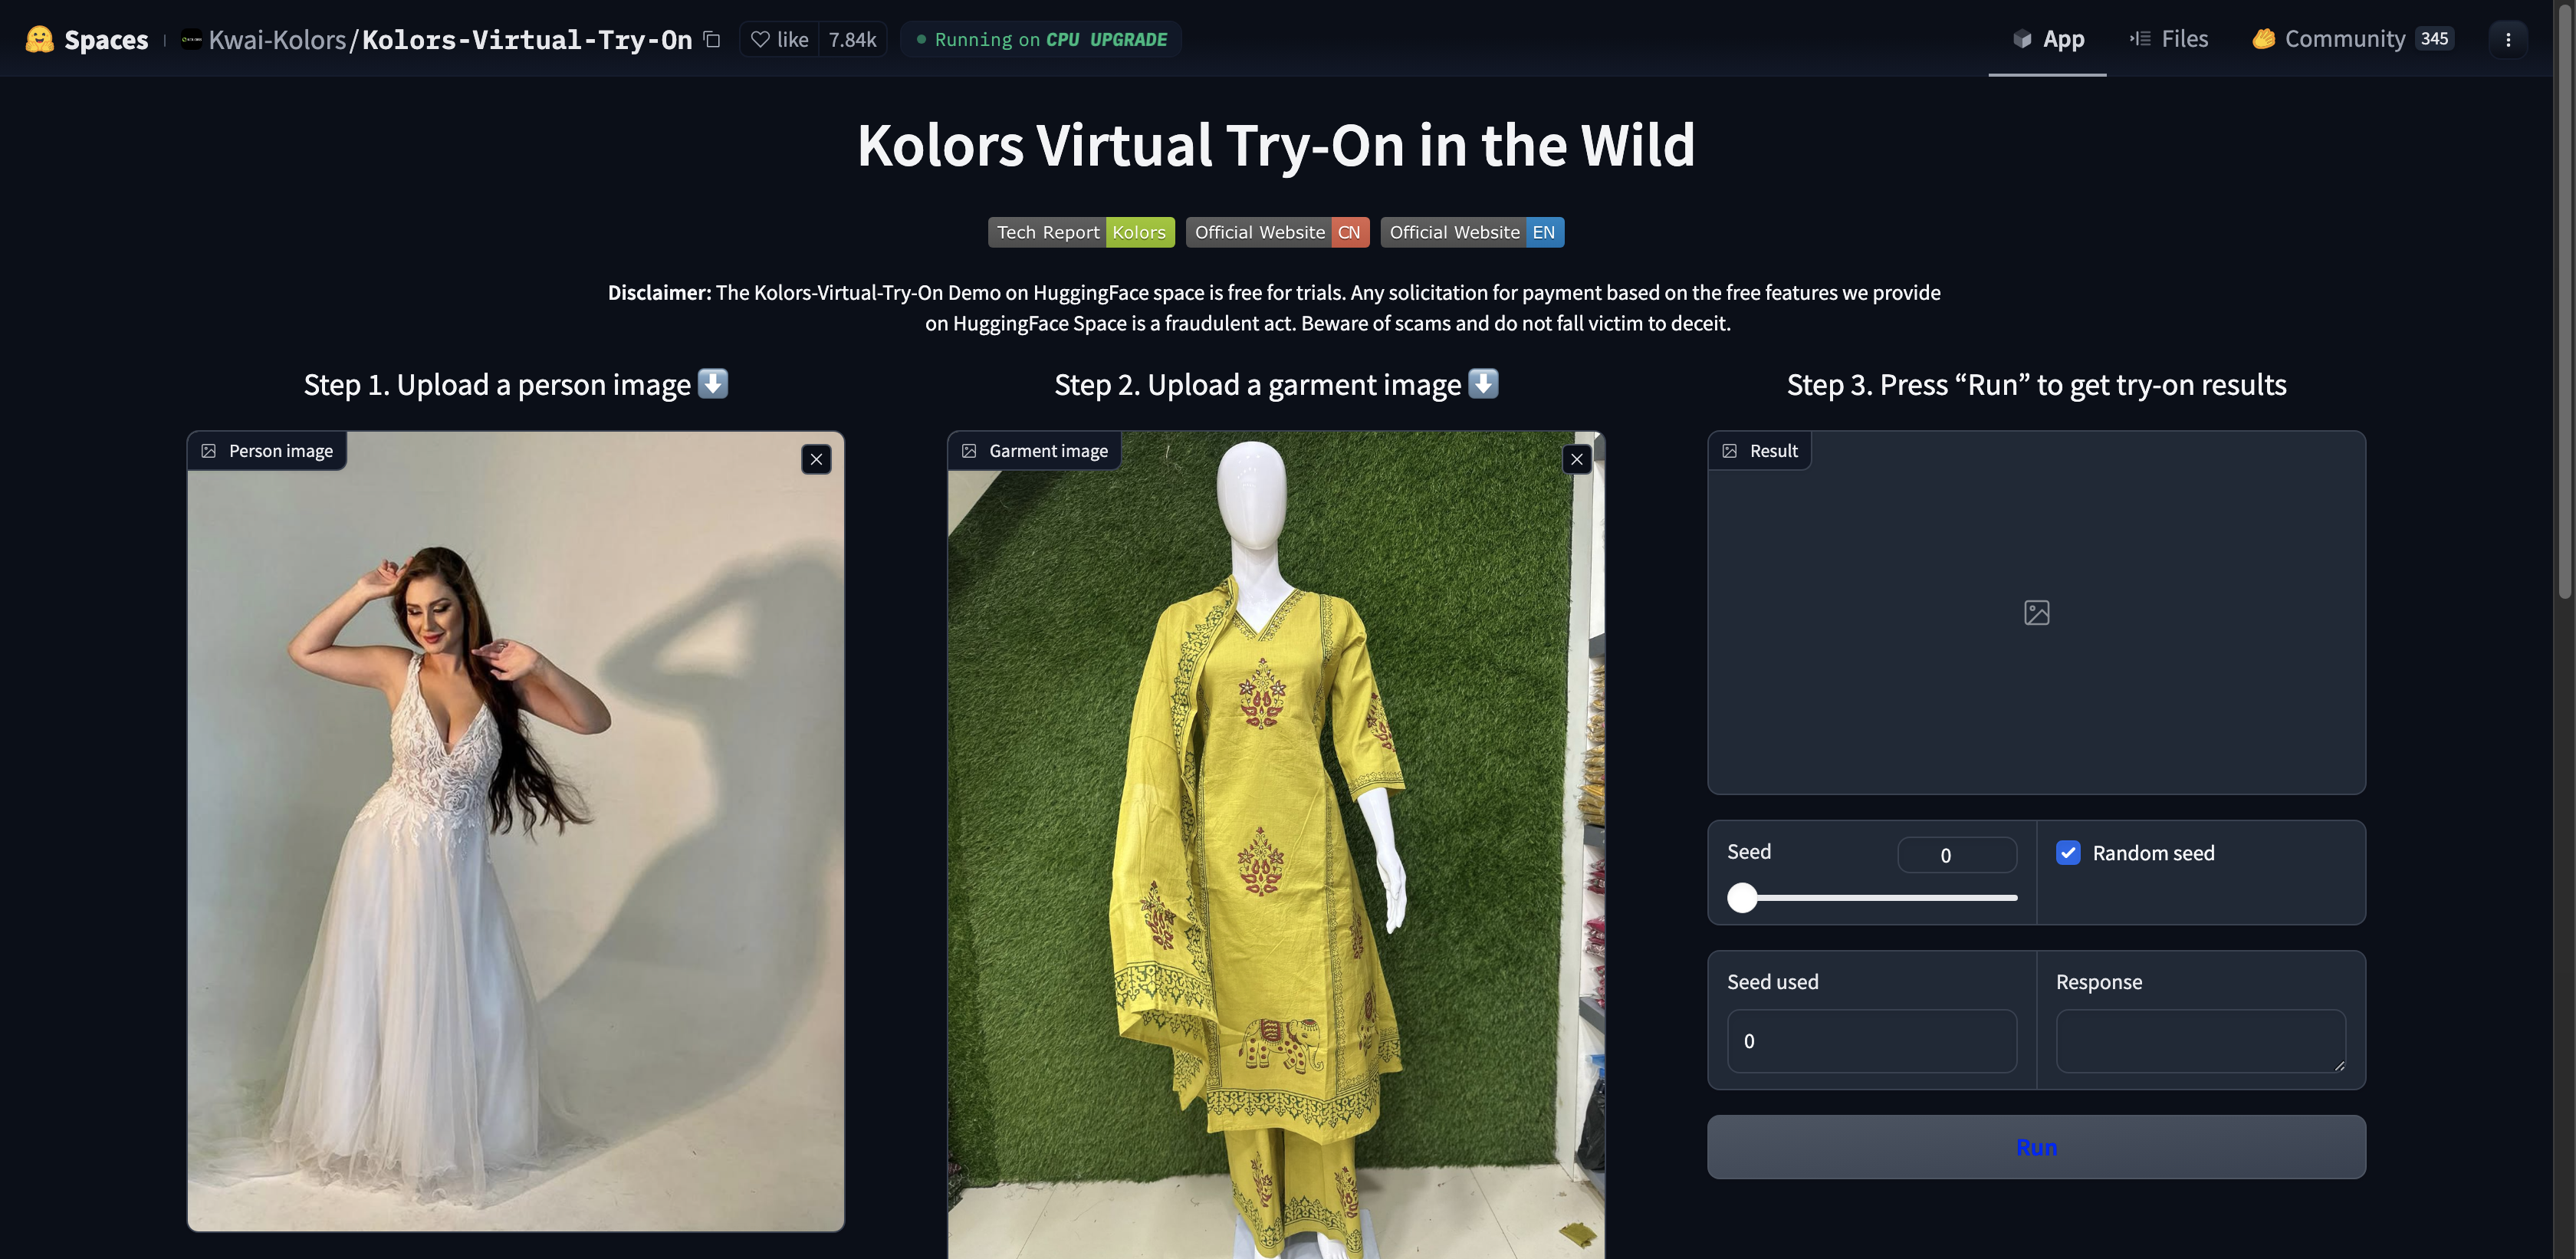 Spaces Kwai-Kolors/Kolors-Virtual-Try-On like 7.84k Running on CPU UPGRADE App Files Community 345
Kolors Virtual Try-On in the Wild
Tech Report Kolors Official Website CN Official Website EN
Disclaimer: The Kolors-Virtual-Try-On Demo on HuggingFace space is free for trials. Any solicitation for payment based on the free features we provide
on HuggingFace Space is a fraudulent act. Beware of scams and do not fall victim to deceit.
Step 1. Upload a person image ⬇️
Person image
Step 2. Upload a garment image ⬇️
Garment image
Step 3. Press “Run” to get try-on results
Result
Seed 0
Random seed
Seed used
0
Response
Run